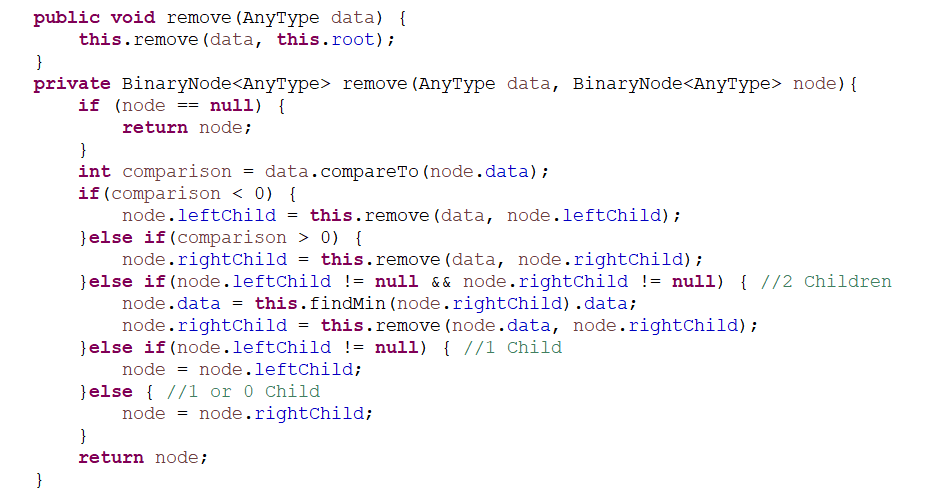 public void remove(AnyType data) {
    this.remove(data, this.root);
}
private BinaryNode<AnyType> remove(AnyType data, BinaryNode<AnyType> node){
    if (node == null) {
        return node;
    }
    int comparison = data.compareTo(node.data);
    if(comparison < 0) {
        node.leftChild = this.remove(data, node.leftChild);
    }else if(comparison > 0) {
        node.rightChild = this.remove(data, node.rightChild);
    }else if(node.leftChild != null && node.rightChild != null) { //2 Children
        node.data = this.findMin(node.rightChild).data;
        node.rightChild = this.remove(node.data, node.rightChild);
    }else if(node.leftChild != null) { //1 Child
        node = node.leftChild;
    }else { //1 or 0 Child
        node = node.rightChild;
    }
    return node;
}